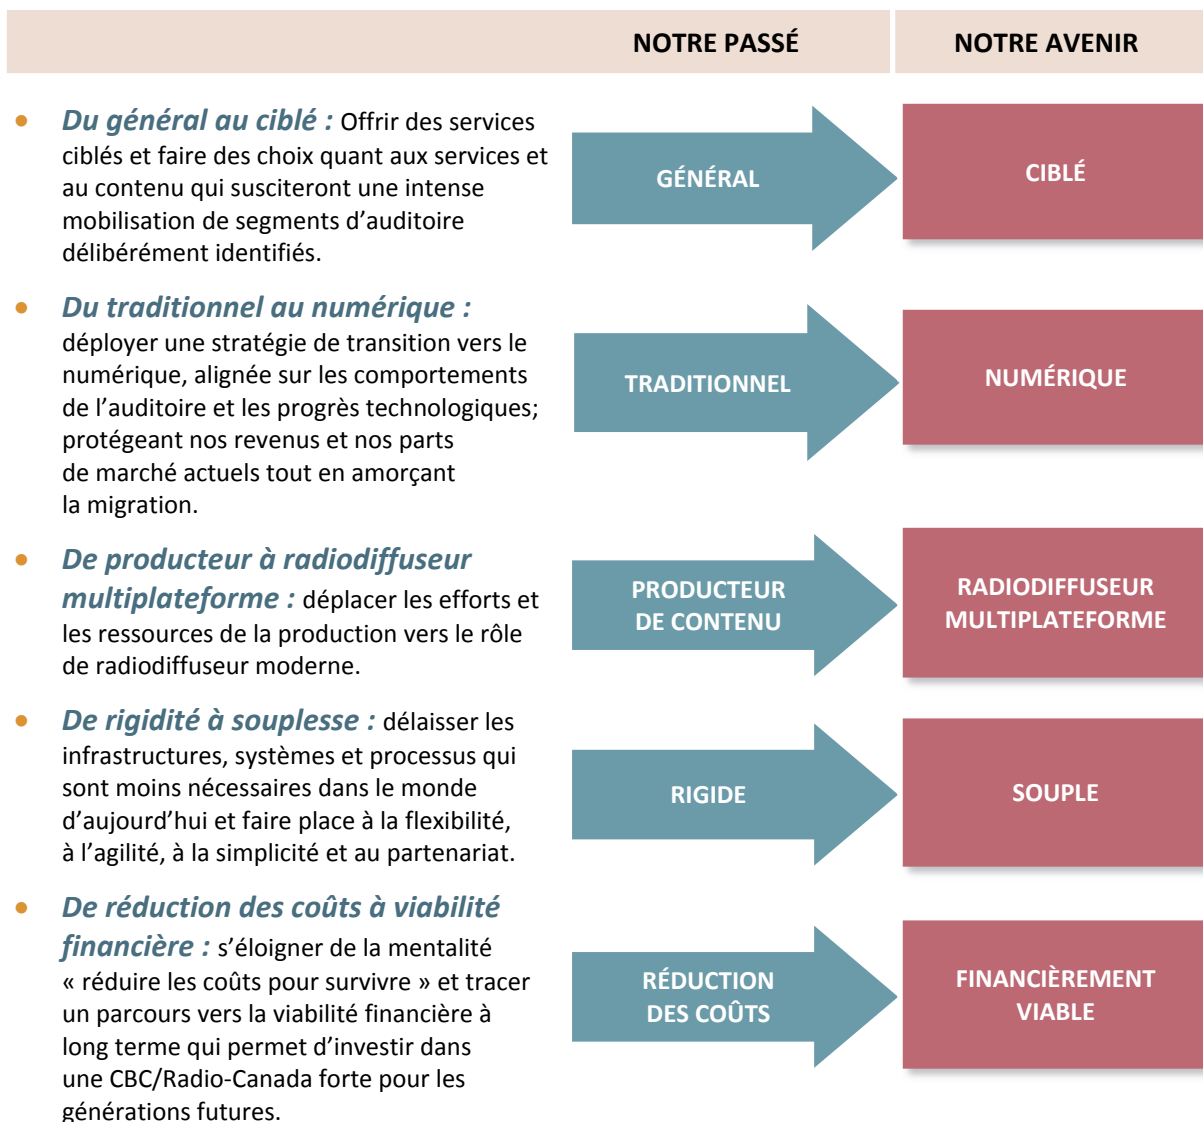 NOTRE PASSÉ
NOTRE AVENIR
• Du général au ciblé : Offrir des services
ciblés et faire des choix quant aux services et
au contenu qui susciteront une intense
mobilisation de segments d’auditoire
délibérément identifiés.
GÉNÉRAL
CIBLÉ
• Du traditionnel au numérique :
déployer une stratégie de transition vers le
numérique, alignée sur les comportements
de l’auditoire et les progrès technologiques;
protégeant nos revenus et nos parts
de marché actuels tout en amorçant
la migration.
TRADITIONNEL
NUMÉRIQUE
• De producteur à radiodiffuseur
multiplateforme : déplacer les efforts et
les ressources de la production vers le rôle
de radiodiffuseur moderne.
PRODUCTEUR
DE CONTENU
RADIODIFFUSEUR
MULTIPLATEFORME
• De rigidité à souplesse : délaisser les
infrastructures, systèmes et processus qui
sont moins nécessaires dans le monde
d’aujourd’hui et faire place à la flexibilité,
à l’agilité, à la simplicité et au partenariat.
RIGIDE
SOUPLE
• De réduction des coûts à viabilité
financière : s’éloigner de la mentalité
« réduire les coûts pour survivre » et tracer
un parcours vers la viabilité financière à
long terme qui permet d’investir dans
une CBC/Radio-Canada forte pour les
générations futures.
RÉDUCTION
DES COÛTS
FINANCIÈREMENT
VIABLE